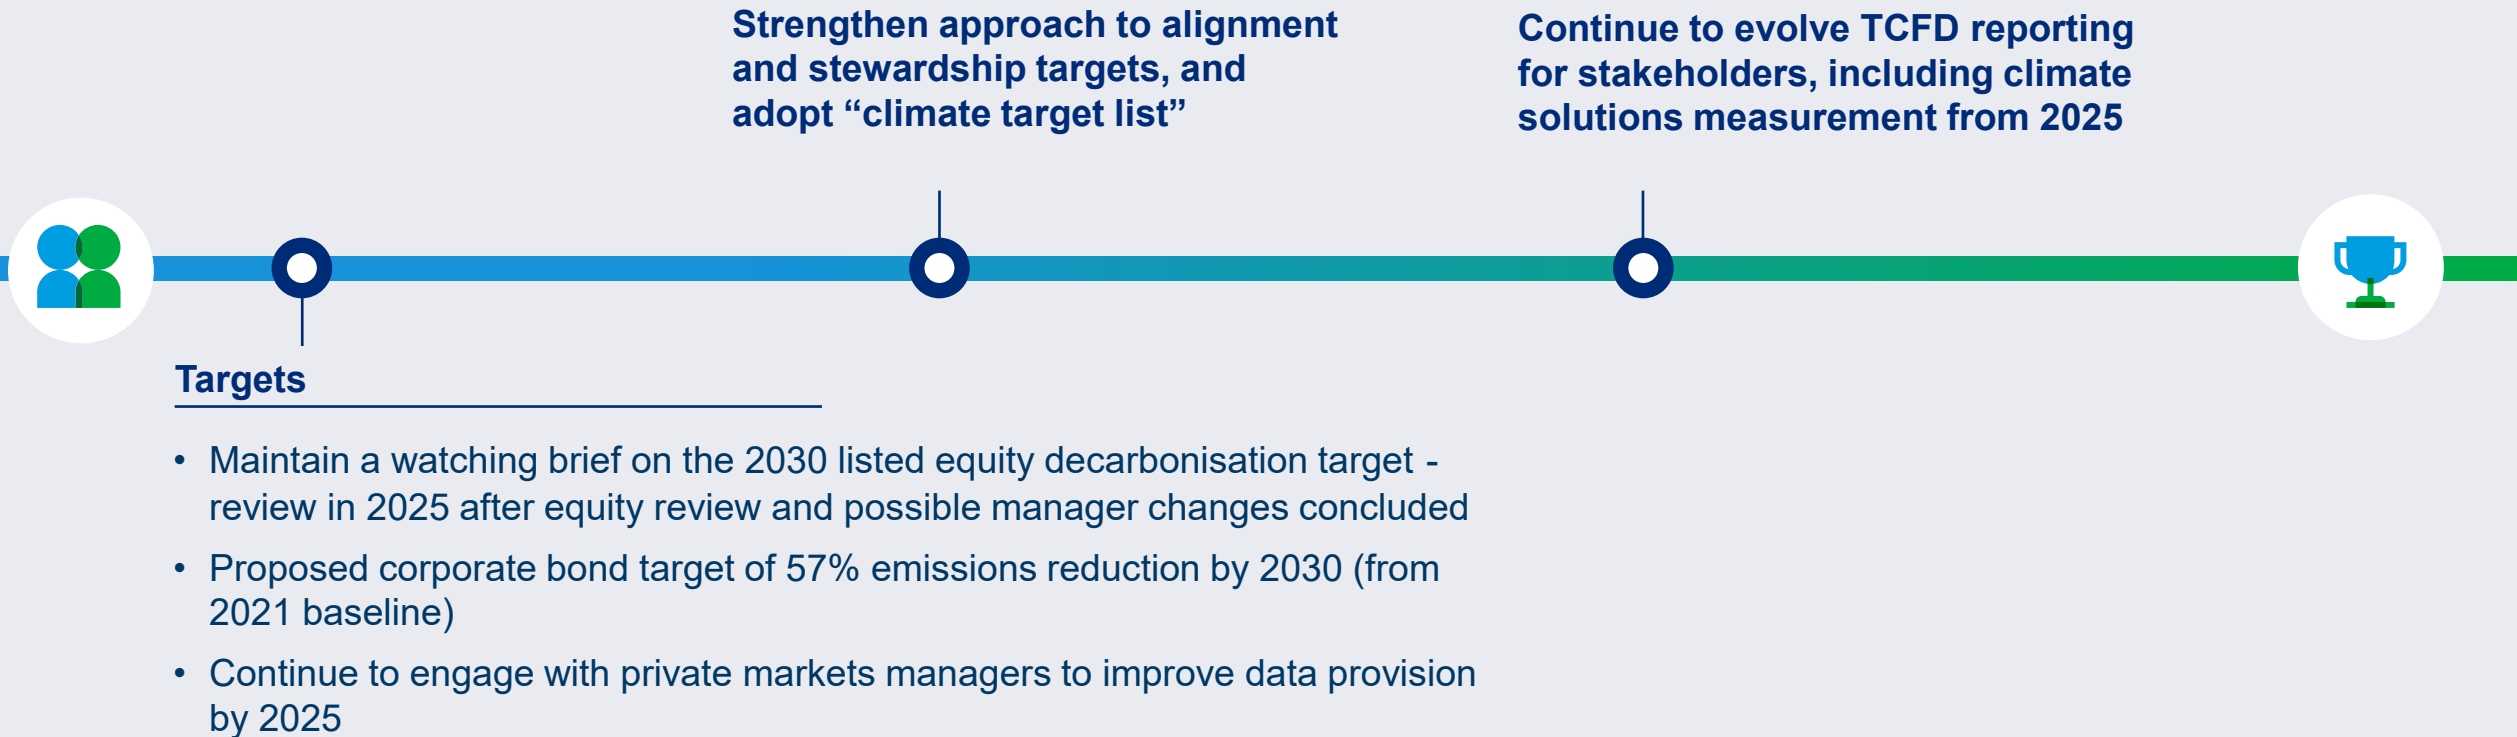 Strengthen approach to alignment
and stewardship targets, and
adopt “climate target list”
Continue to evolve TCFD reporting
for stakeholders, including climate
solutions measurement from 2025
Targets
• Maintain a watching brief on the 2030 listed equity decarbonisation target -
review in 2025 after equity review and possible manager changes concluded
• Proposed corporate bond target of 57% emissions reduction by 2030 (from
2021 baseline)
• Continue to engage with private markets managers to improve data provision
by 2025